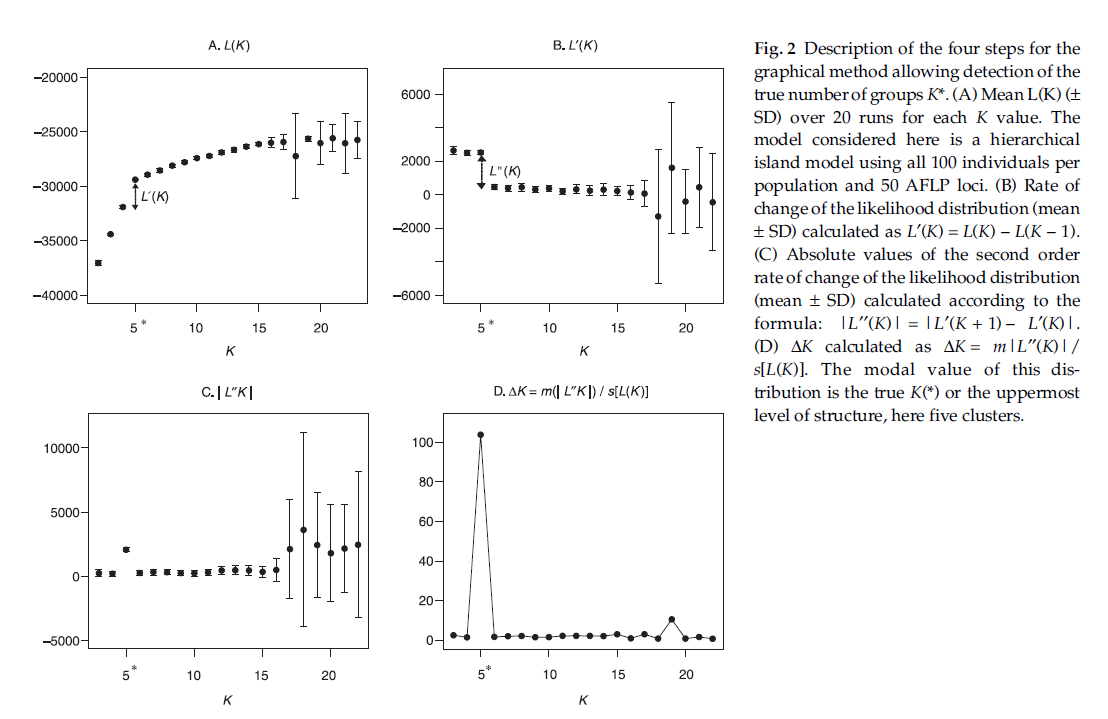 A. L(K)
−20000
−25000
−30000
−35000
−40000
L′(K)
5 * 10 15 20
K
B. L′(K)
6000
2000
0
−2000
−6000
L"(K)
5 * 10 15 20
K
C. | L″K |
10000
5000
0
−5000
5 * 10 15 20
K
D. ΔK = m(| L″K|) / s[L(K)]
100
80
60
40
20
0
5 * 10 15 20
K
Fig. 2 Description of the four steps for the
graphical method allowing detection of the
true number of groups K*. (A) Mean L(K) (±
SD) over 20 runs for each K value. The
model considered here is a hierarchical
island model using all 100 individuals per
population and 50 AFLP loci. (B) Rate of
change of the likelihood distribution (mean
± SD) calculated as L′(K) = L(K) – L(K – 1).
(C) Absolute values of the second order
rate of change of the likelihood distribution
(mean ± SD) calculated according to the
formula: |L″(K)| = |L′(K + 1) – L′(K)|.
(D) ΔK calculated as ΔK = m|L″(K)| /
s[L(K)]. The modal value of this dis-
tribution is the true K(*) or the uppermost
level of structure, here five clusters.